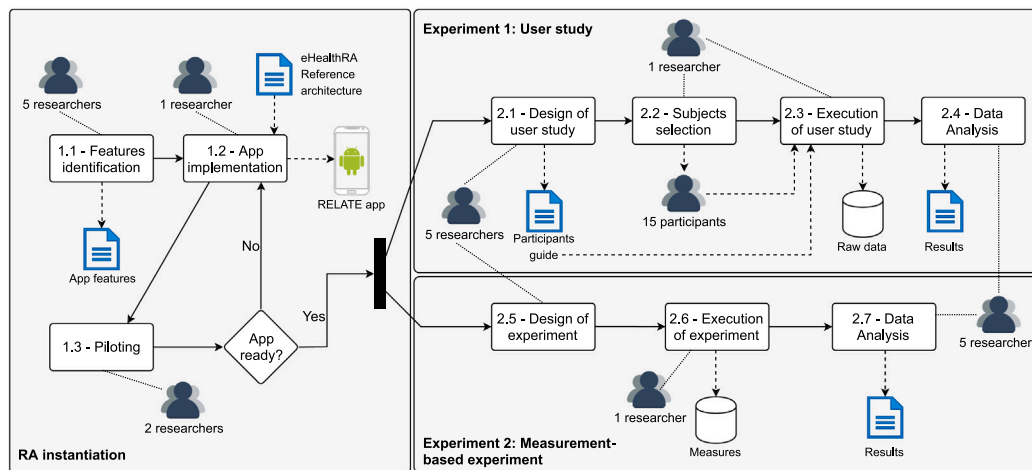 5 researchers
1 researcher
eHealthRA
Reference
architecture
1.1 - Features
identification
1.2 - App
implementation
RELATE app
App features
No
Yes
1.3 - Piloting
App
ready?
2 researchers
RA instantiation
Experiment 1: User study
1 researcher
2.1 - Design of
user study
2.2 - Subjects
selection
2.3 - Execution
of user study
2.4 - Data
Analysis
5 researchers
Participants
guide
15 participants
Raw data
Results
2.5 - Design of
experiment
2.6 - Execution
of experiment
2.7 - Data
Analysis
5 researcher
1 researcher
Measures
Results
Experiment 2: Measurement-
based experiment